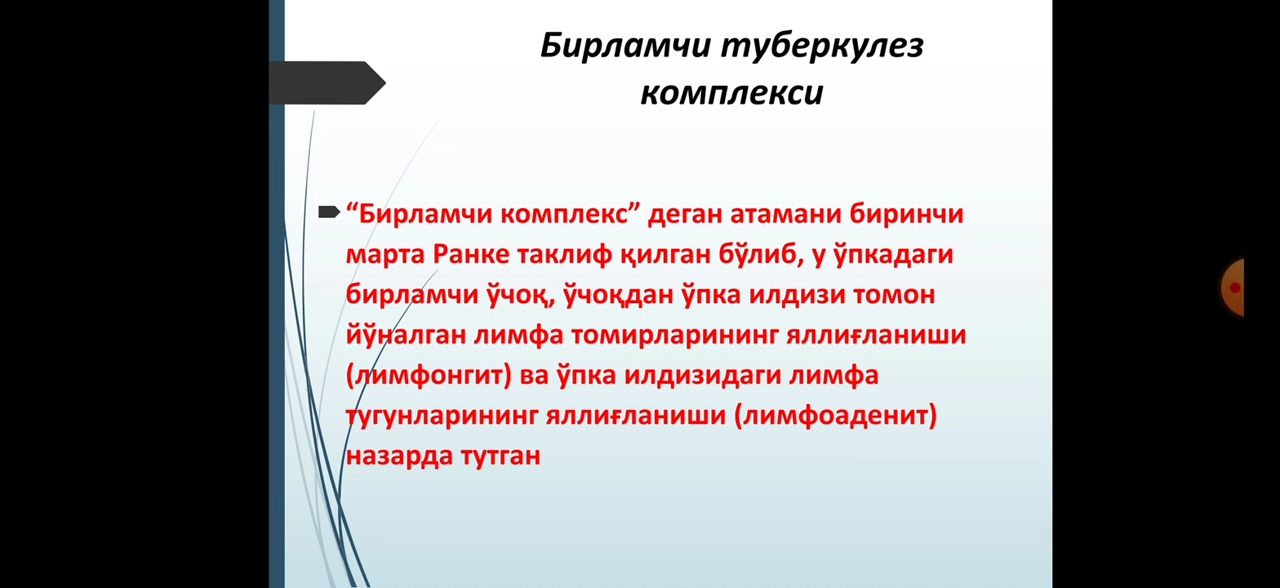 Бирламчи туберкулез
комплекси
“Бирламчи комплекс” деган атамани биринчи
марта Ранке таклиф қилган бўлиб, у ўпкадаги
бирламчи ўчоқ, ўчоқдан ўпка илдизи томон
йўналган лимфа томирларининг яллиғланиши
(лимфонгит) ва ўпка илдизидаги лимфа
тугунларининг яллиғланиши (лимфоаденит)
назарда тутган